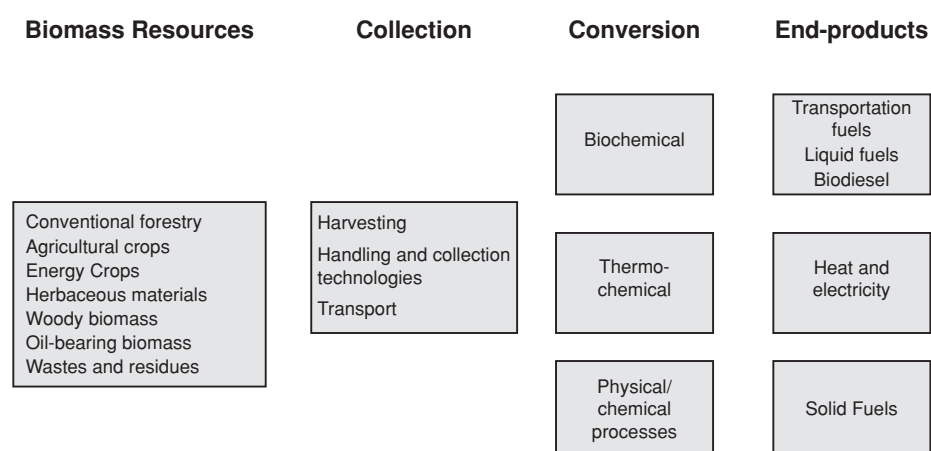 Biomass Resources
Collection
Conversion
End-products
Conventional forestry
Agricultural crops
Energy Crops
Herbaceous materials
Woody biomass
Oil-bearing biomass
Wastes and residues
Harvesting
Handling and collection
technologies
Transport
Biochemical
Thermo-
chemical
Physical/
chemical
processes
Transportation
fuels
Liquid fuels
Biodiesel
Heat and
electricity
Solid Fuels